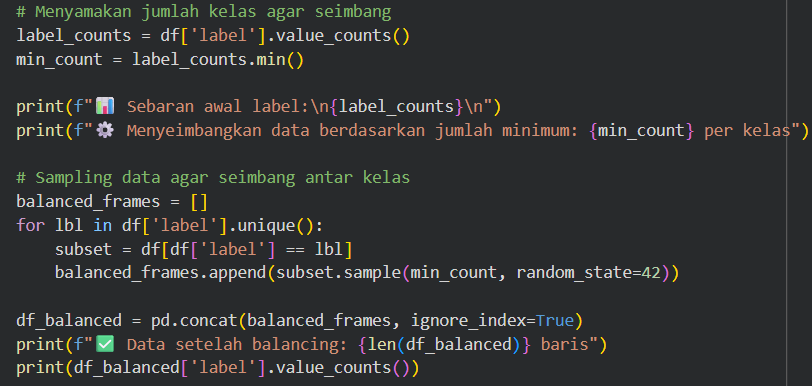 # Menyamakan jumlah kelas agar seimbang
label_counts = df['label'].value_counts()
min_count = label_counts.min()

print(f"📊 Sebaran awal label:\n{label_counts}\n")
print(f"⚙️ Menyeimbangkan data berdasarkan jumlah minimum: {min_count} per kelas")

# Sampling data agar seimbang antar kelas
balanced_frames = []
for lbl in df['label'].unique():
    subset = df[df['label'] == lbl]
    balanced_frames.append(subset.sample(min_count, random_state=42))

df_balanced = pd.concat(balanced_frames, ignore_index=True)
print(f"✅ Data setelah balancing: {len(df_balanced)} baris")
print(df_balanced['label'].value_counts())